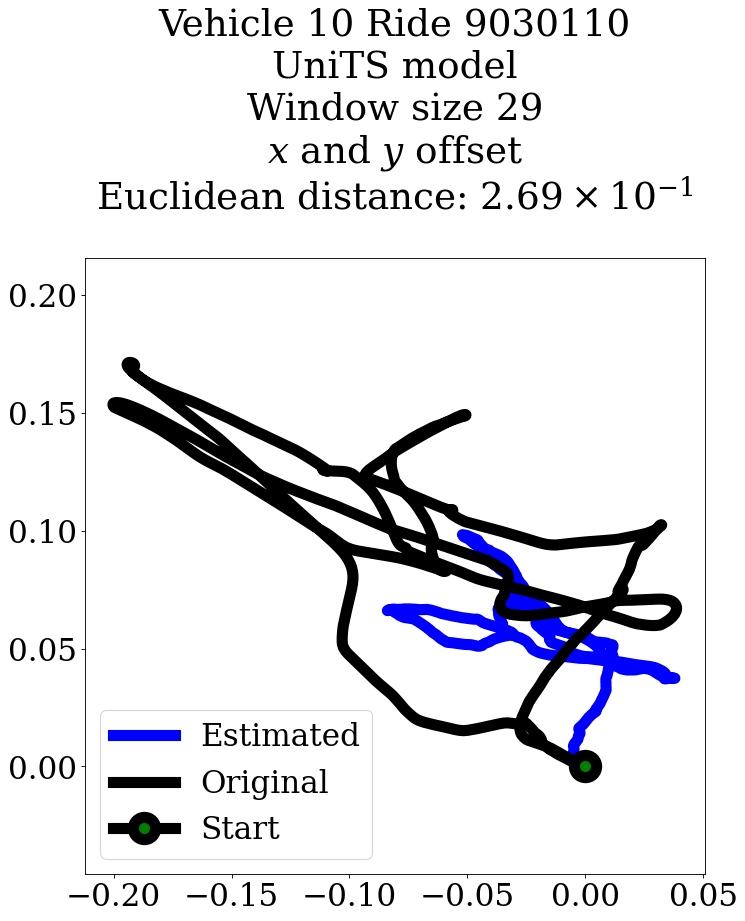 Vehicle 10 Ride 9030110
UniTS model
Window size 29
x and y offset
Euclidean distance: 2.69 × 10⁻¹
0.20
0.15
0.10
0.05
0.00
Estimated
Original
Start
−0.20 −0.15 −0.10 −0.05 0.00 0.05